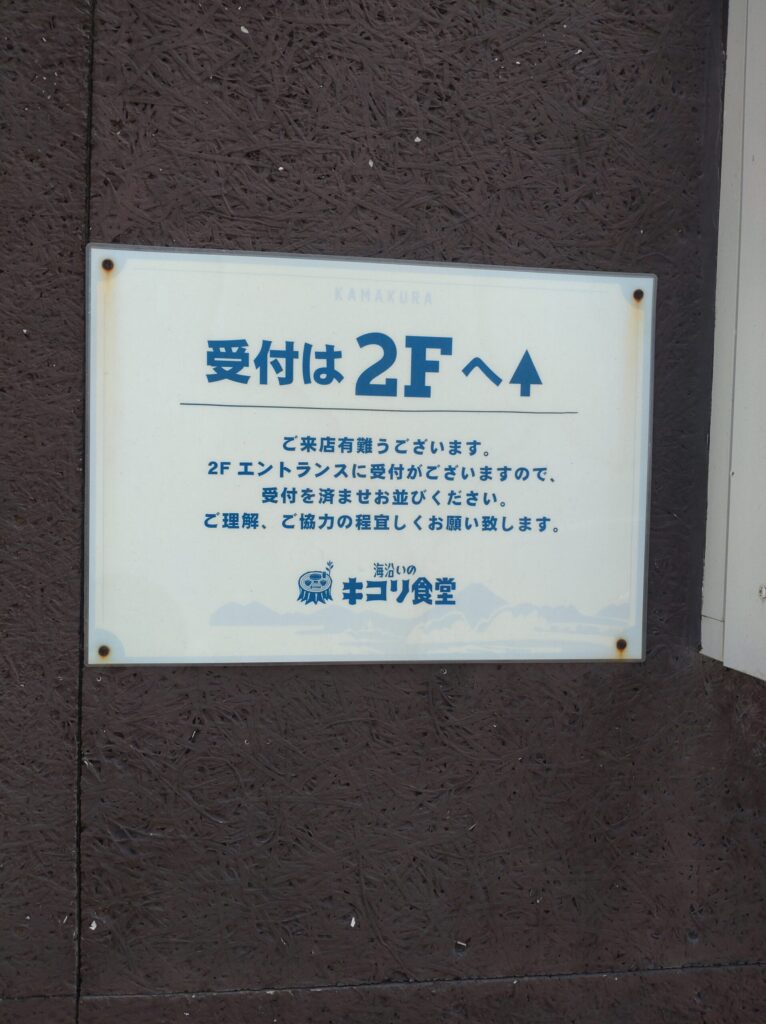 KAMAKURA
受付は2Fへ↑
ご来店有難うございます。
2F エントランスに受付がございますので、
受付を済ませお並びください。
ご理解、ご協力の程宜しくお願い致します。
海沿いの
キコリ食堂